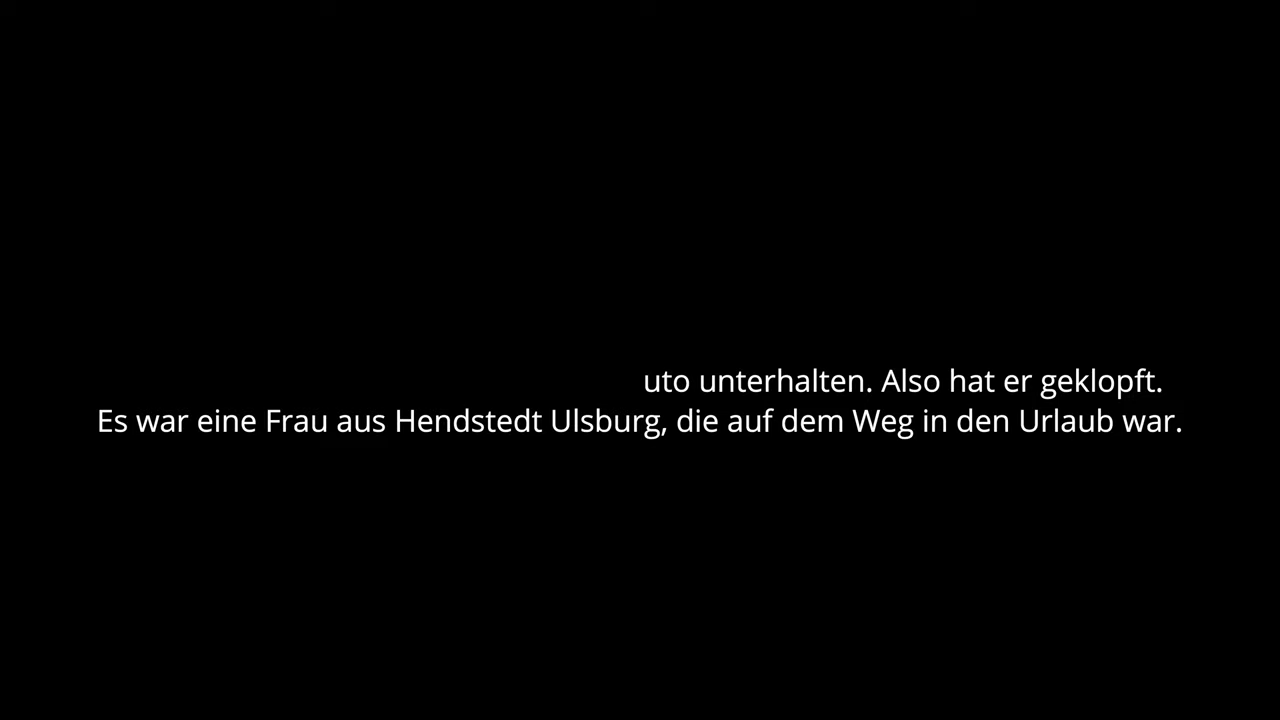 uto unterhalten. Also hat er geklopft.
Es war eine Frau aus Hendstedt Ulsburg, die auf dem Weg in den Urlaub war.